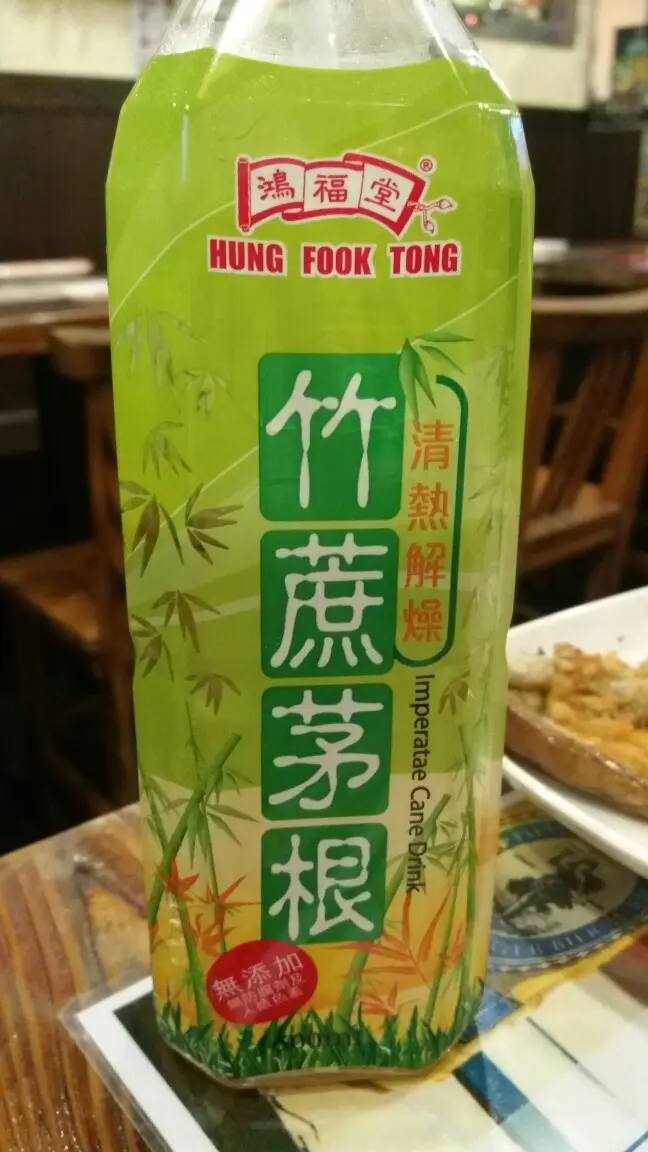 鴻福堂®
HUNG FOOK TONG
竹蔗茅根
清熱解燥
Imperatae Cane Drink
無添加
500ml